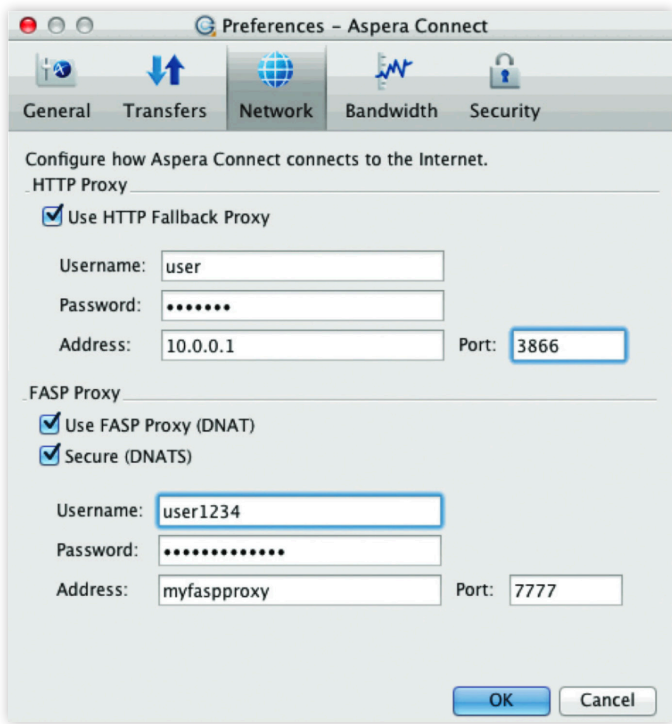 Preferences – Aspera Connect
General Transfers Network Bandwidth Security
Configure how Aspera Connect connects to the Internet.
HTTP Proxy
Use HTTP Fallback Proxy
Username: user
Password: •••••••
Address: 10.0.0.1 Port: 3866
FASP Proxy
Use FASP Proxy (DNAT)
Secure (DNATS)
Username: user1234
Password: •••••••••••••
Address: myfaspproxy Port: 7777
OK Cancel